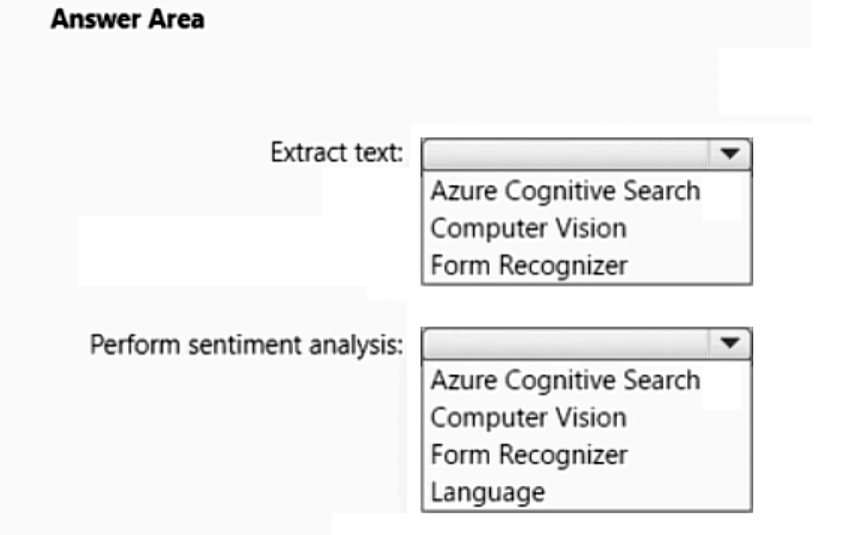 Answer Area
Extract text:
Azure Cognitive Search
Computer Vision
Form Recognizer
Perform sentiment analysis:
Azure Cognitive Search
Computer Vision
Form Recognizer
Language